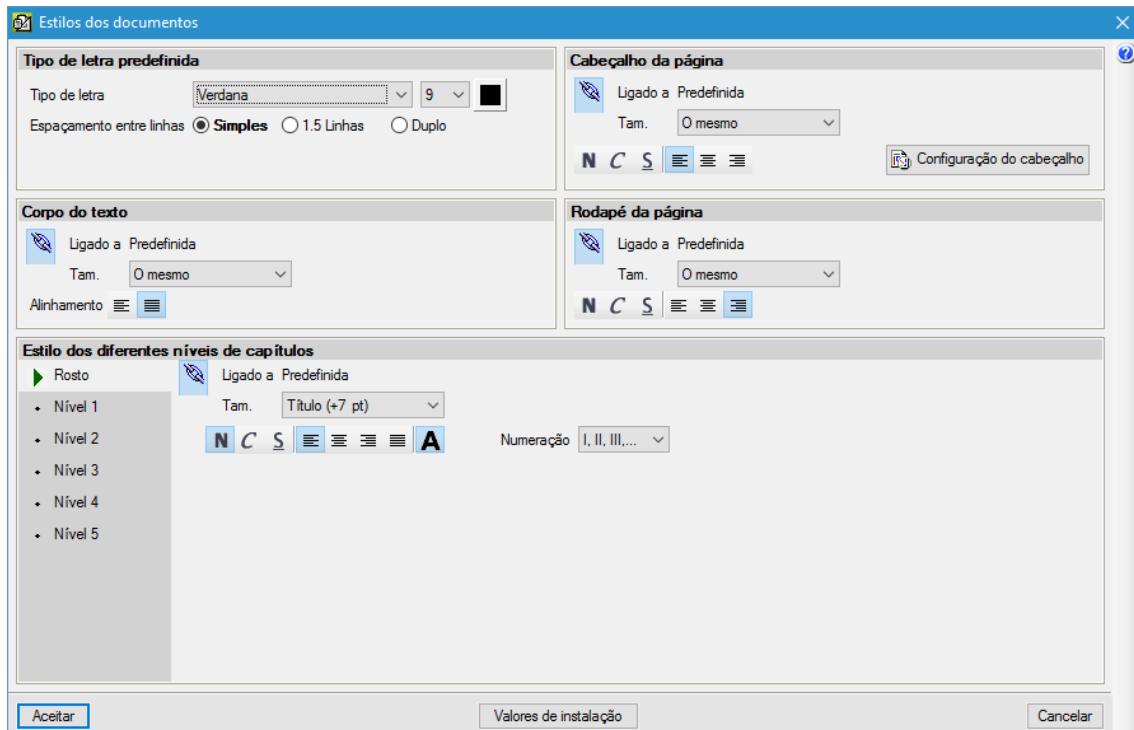 Estilos dos documentos
Tipo de letra predefinida
Tipo de letra Verdana 9
Espaçamento entre linhas Simples 1.5 Linhas Duplo
Cabeçalho da página
Ligado a Predefinida
Tam. O mesmo
N C S Configuração do cabeçalho
Corpo do texto
Ligado a Predefinida
Tam. O mesmo
Alinhamento
Rodapé da página
Ligado a Predefinida
Tam. O mesmo
N C S
Estilo dos diferentes níveis de capítulos
Rosto
Nível 1
Nível 2
Nível 3
Nível 4
Nível 5
Ligado a Predefinida
Tam. Título (+7 pt)
N C S A Numeração I, II, III,...
Aceitar Valores de instalação Cancelar